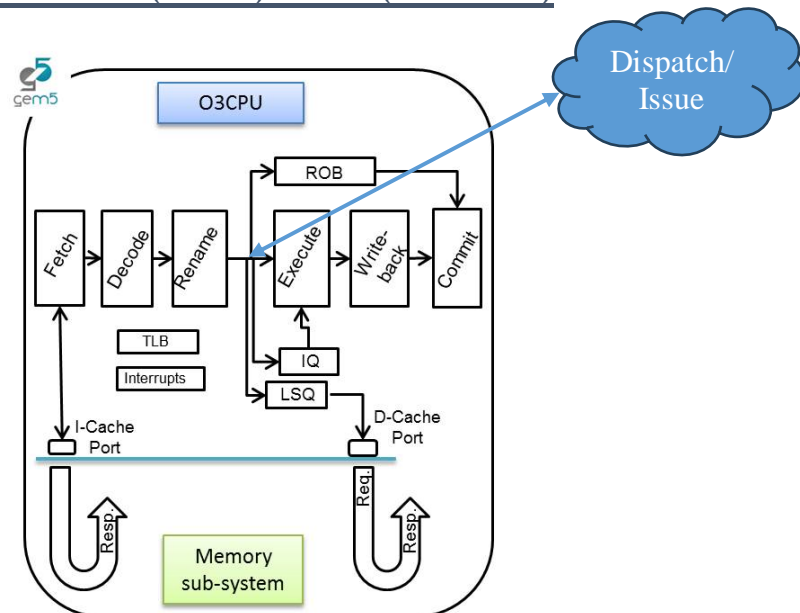 Dispatch/
Issue
gem5
O3CPU
ROB
Fetch
Decode
Rename
Execute
Write-
back
Commit
TLB
IQ
Interrupts
LSQ
I-Cache
Port
D-Cache
Port
Req.
Resp.
Resp.
Memory
sub-system